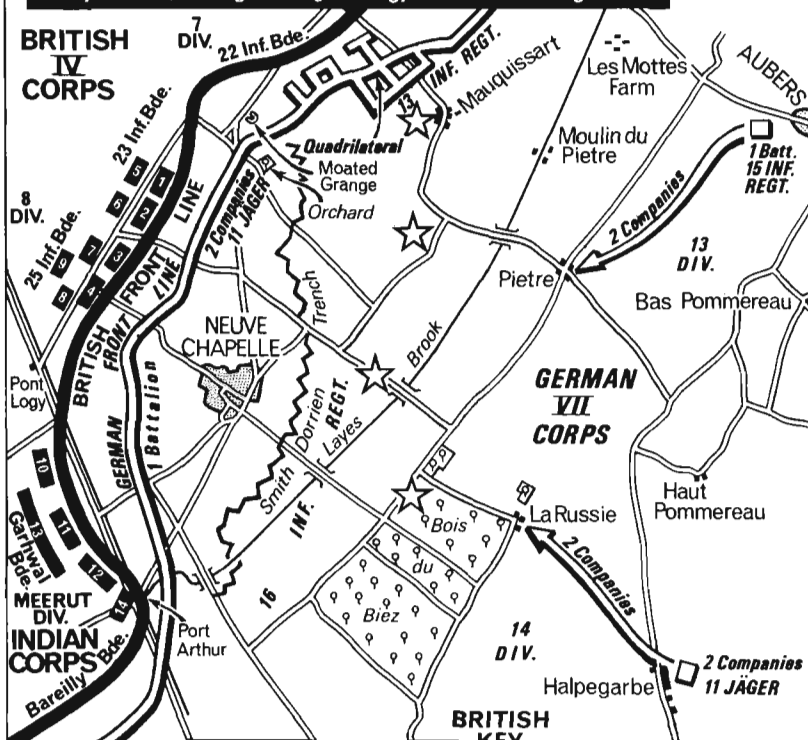 BRITISH
IV
CORPS
7
DIV.
22 Inf. Bde.
13 INF. REGT.
Mauquissart
Les Mottes
Farm
AUBERS
23 Inf. Bde.
5
1
6
2
Quadrilateral
Moated
Grange
Orchard
Moulin du
Pietre
1 Batt.
15 INF.
REGT.
2 Companies
13
DIV.
8
DIV.
25 Inf. Bde.
7
3
9
4
8
BRITISH FRONT LINE
GERMAN FRONT LINE
2 Companies
11 JÄGER
1 Battalion
NEUVE
CHAPELLE
Smith Dorrien Trench
Layes Brook
16 INF. REGT.
Pietre
Bas Pommereau
GERMAN
VII
CORPS
Pont
Logy
Haut
Pommereau
La Russie
Bois
du
Biez
2 Companies
10
11
12
13
14
Garhwal
Bde.
MEERUT
DIV.
INDIAN
CORPS
Bareilly Bde.
Port
Arthur
14
DIV.
Halpegarbe
2 Companies
11 JÄGER
BRITISH
KEY